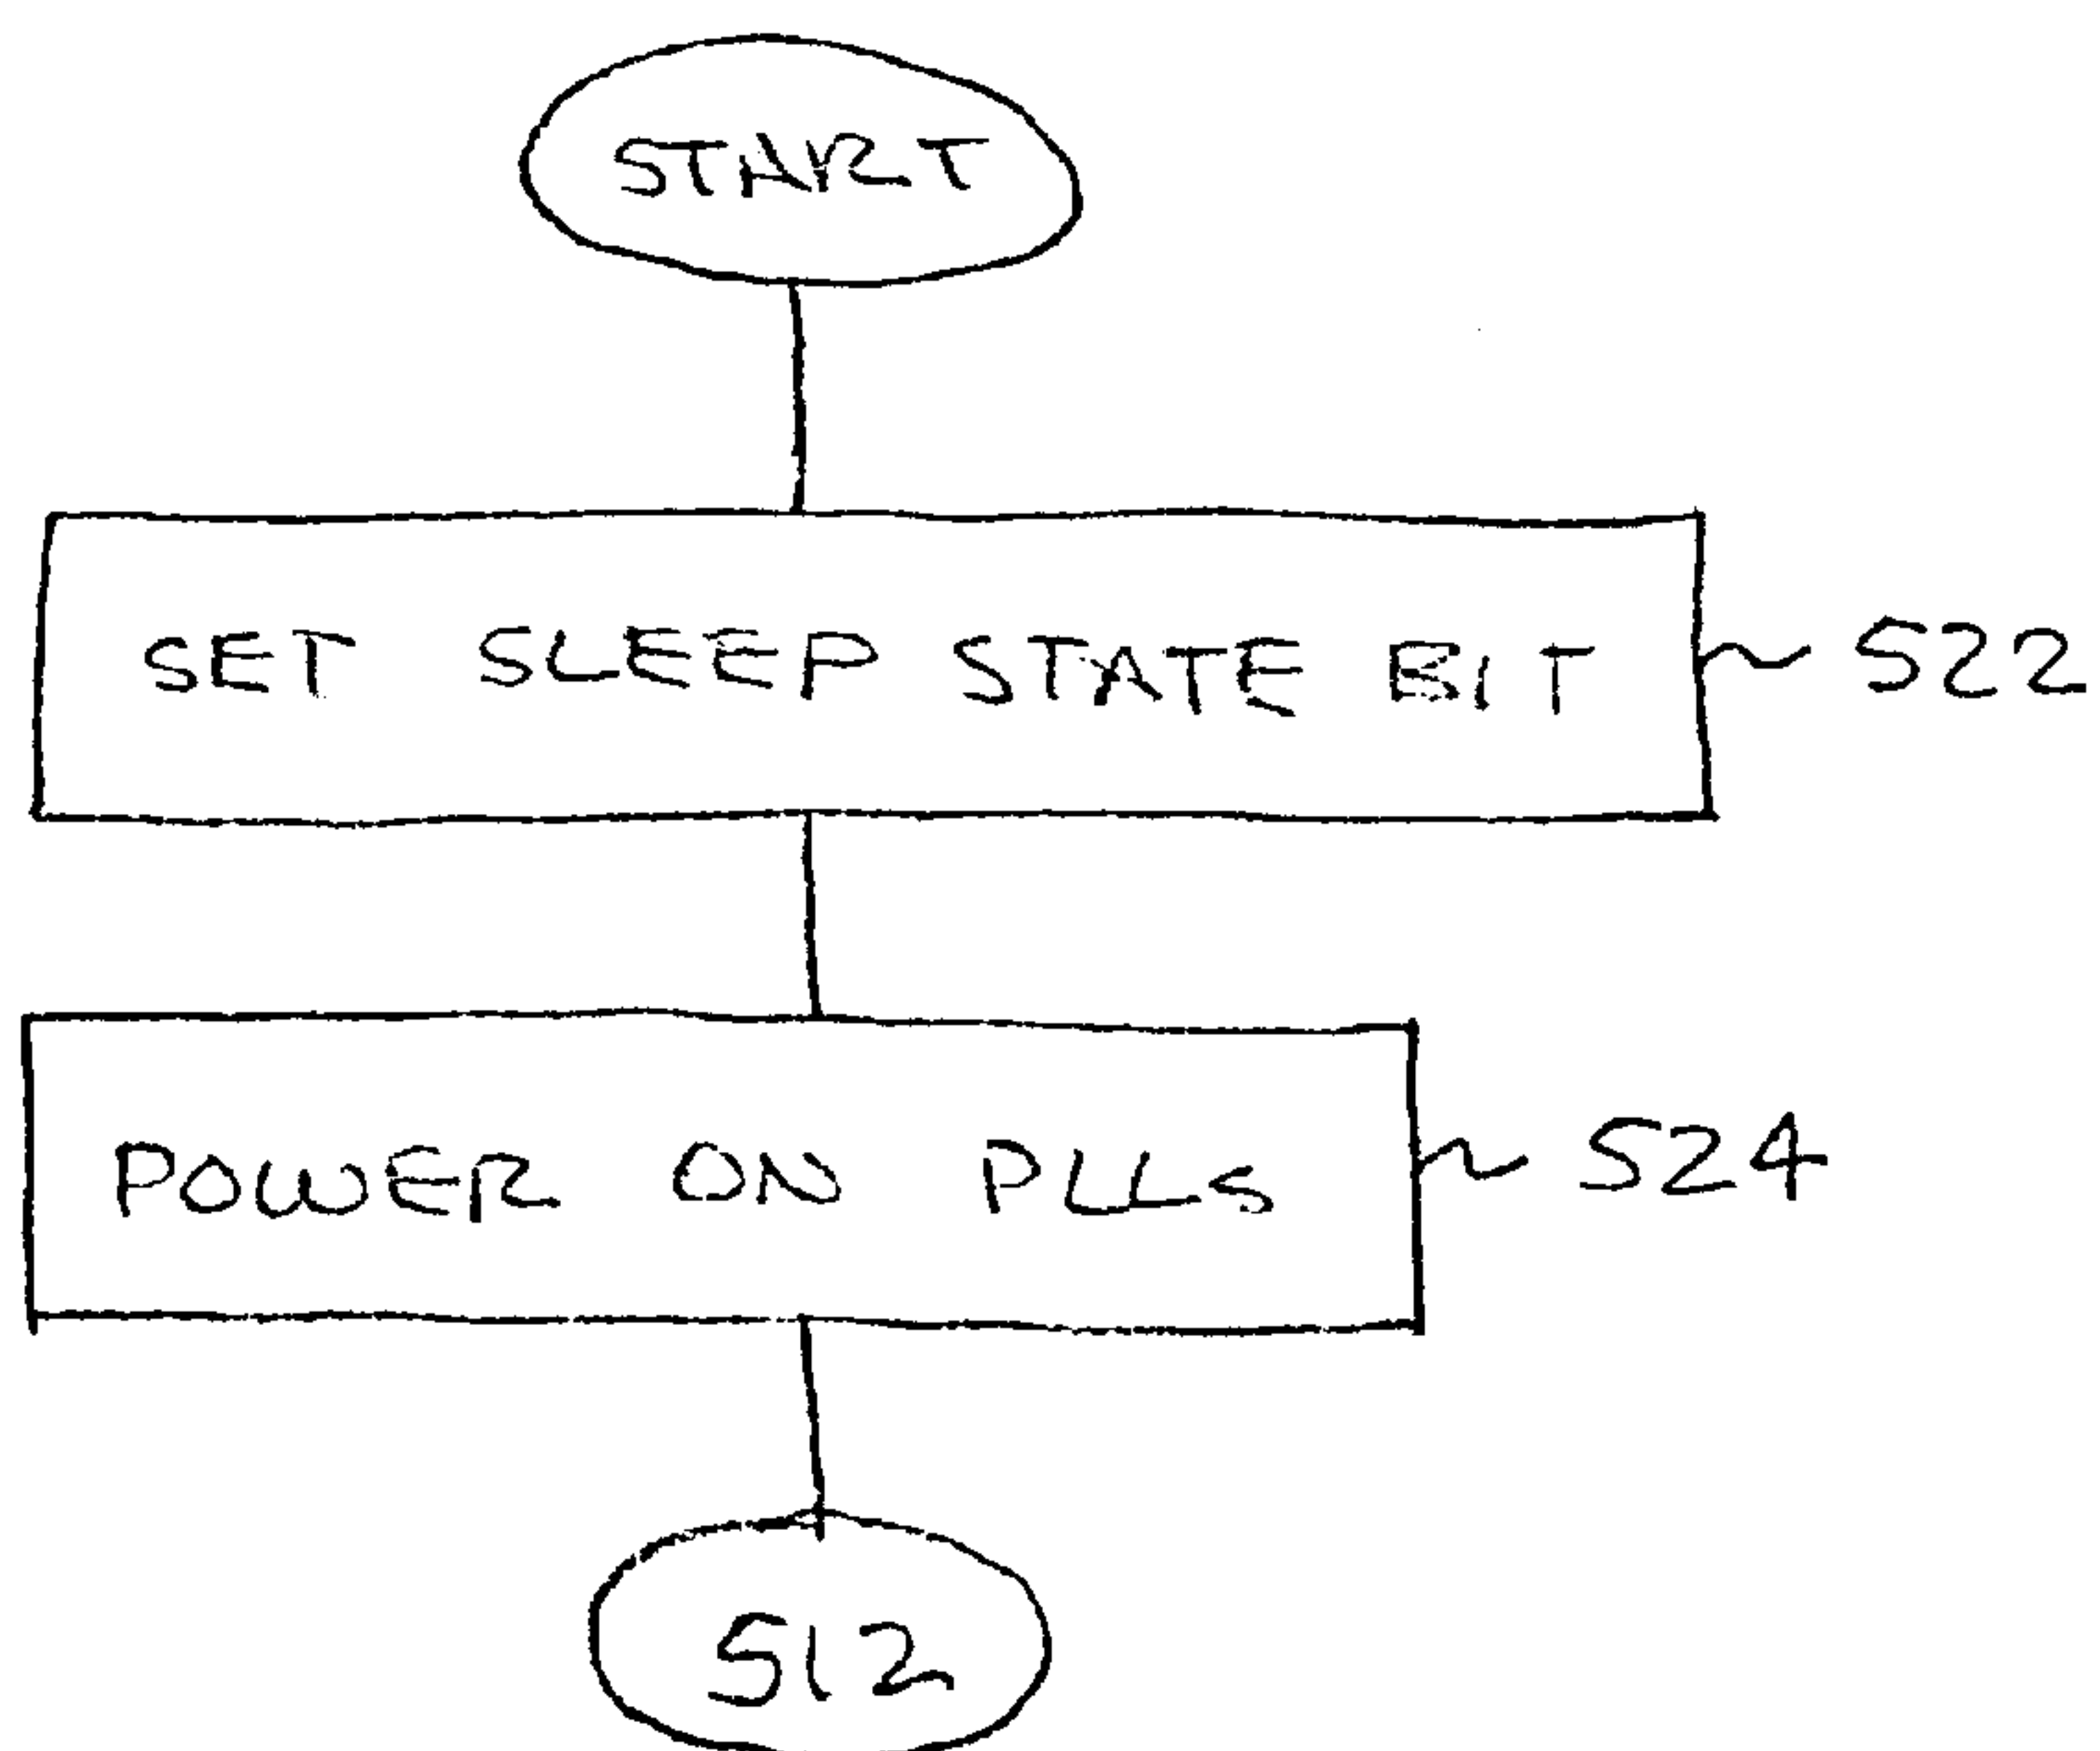 START
SET SLEEP STATE BIT
522
POWER ON PLLs
524
512